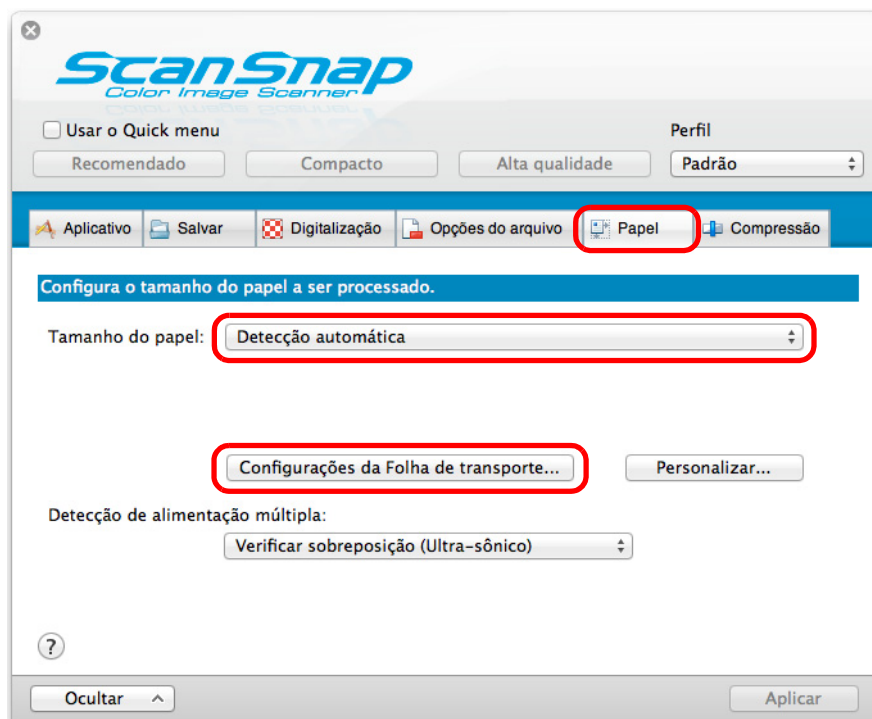 ScanSnap
Color Image Scanner
Usar o Quick menu
Perfil
Recomendado Compacto Alta qualidade Padrão
Aplicativo Salvar Digitalização Opções do arquivo Papel Compressão
Configura o tamanho do papel a ser processado.
Tamanho do papel: Detecção automática
Configurações da Folha de transporte... Personalizar...
Detecção de alimentação múltipla:
Verificar sobreposição (Ultra-sônico)
?
Ocultar Aplicar